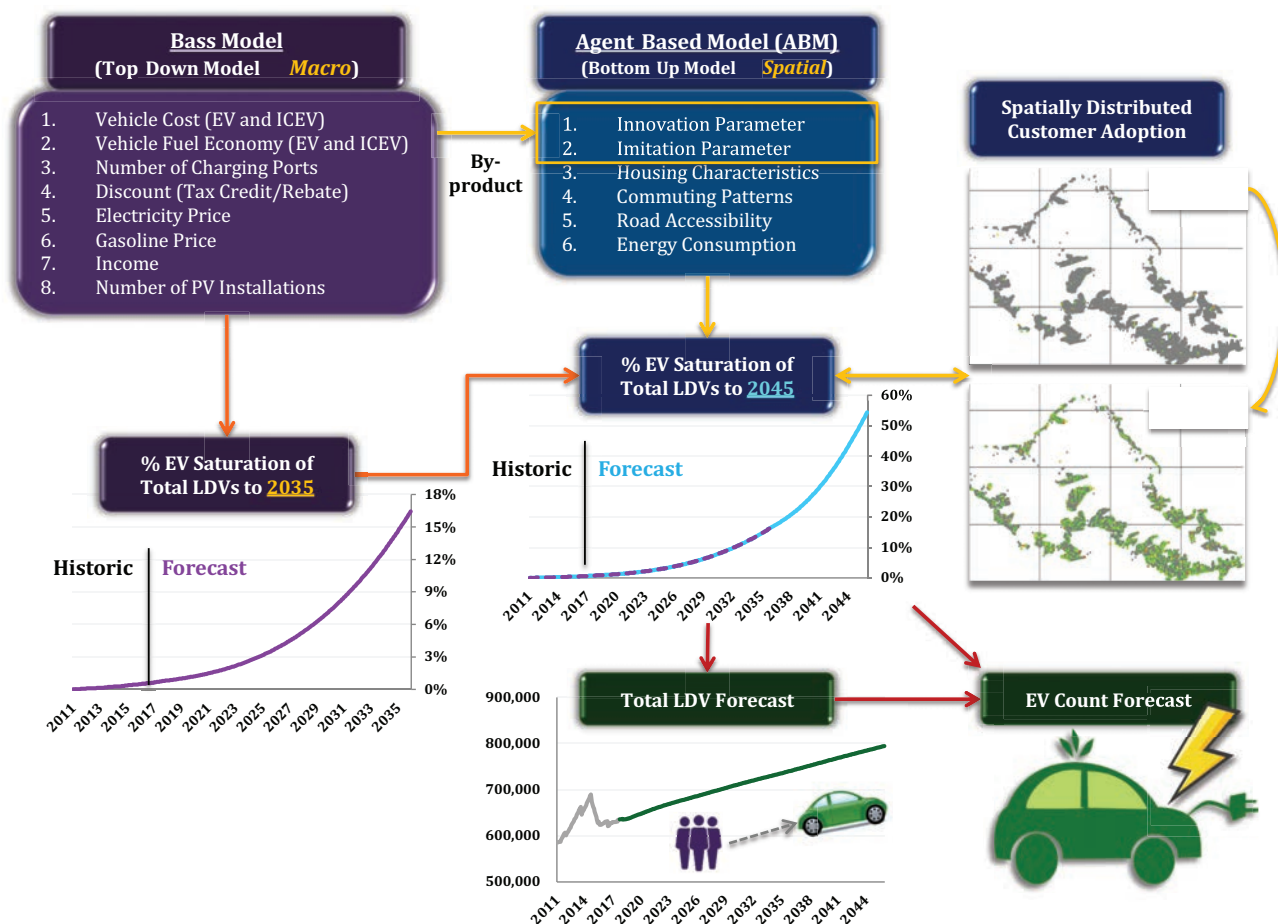 Bass Model
(Top Down Model Macro)
1. Vehicle Cost (EV and ICEV)
2. Vehicle Fuel Economy (EV and ICEV)
3. Number of Charging Ports
4. Discount (Tax Credit/Rebate)
5. Electricity Price
6. Gasoline Price
7. Income
8. Number of PV Installations
By-
product
Agent Based Model (ABM)
(Bottom Up Model Spatial)
1. Innovation Parameter
2. Imitation Parameter
3. Housing Characteristics
4. Commuting Patterns
5. Road Accessibility
6. Energy Consumption
Spatially Distributed
Customer Adoption
% EV Saturation of
Total LDVs to 2045
60%
50%
40%
30%
20%
10%
0%
Historic Forecast
2011 2014 2017 2020 2023 2026 2029 2032 2035 2038 2041 2044
% EV Saturation of
Total LDVs to 2035
18%
15%
12%
9%
6%
3%
0%
Historic Forecast
2011 2013 2015 2017 2019 2021 2023 2025 2027 2029 2031 2033 2035
Total LDV Forecast
900,000
800,000
700,000
600,000
500,000
2011 2014 2017 2020 2023 2026 2029 2032 2035 2038 2041 2044
EV Count Forecast